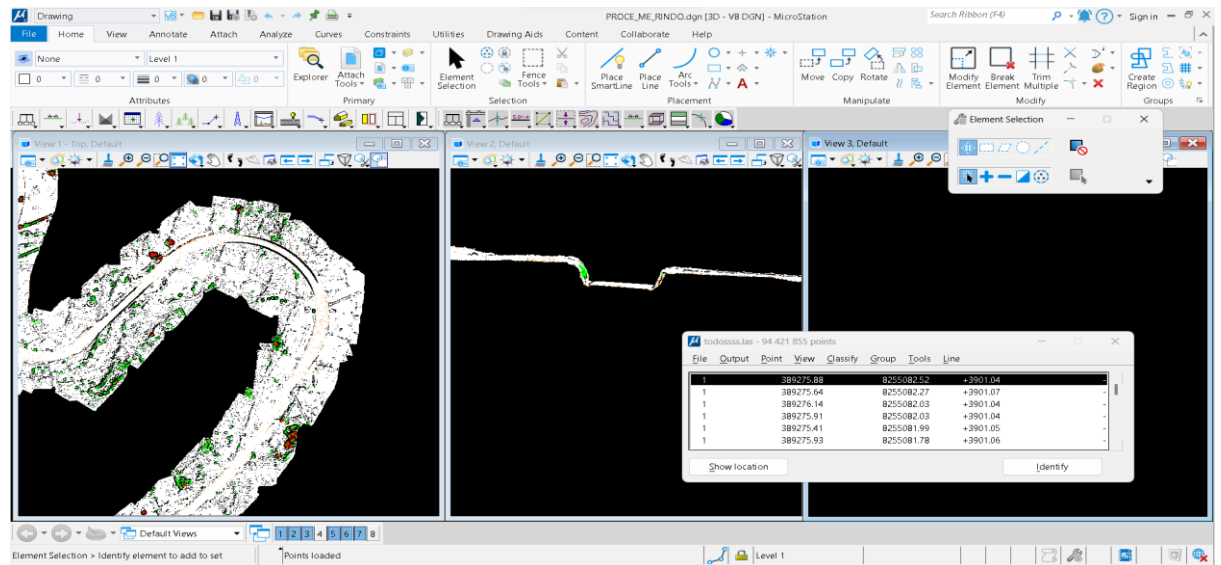 Drawing PROCE_ME_RINDO.dgn [3D - V8 DGN] - MicroStation Search Ribbon (F4) Sign in
File Home View Annotate Attach Analyze Curves Constraints Utilities Drawing Aids Content Collaborate Help
None Level 1
0 0 0 0 0
Explorer Attach Tools Element Selection Fence Tools Place SmartLine Place Line Arc Tools Move Copy Rotate Modify Element Break Element Trim Multiple Create Region
Attributes Primary Selection Placement Manipulate Modify Groups
Element Selection
View 1 - Top, Default View 2, Default View 3, Default
todossss.las - 94 421 855 points
File Output Point View Classify Group Tools Line
1 389275.88 8255082.52 +3901.04 -
1 389275.64 8255082.27 +3901.07 -
1 389276.14 8255082.03 +3901.04 -
1 389275.91 8255082.03 +3901.04 -
1 389275.41 8255081.99 +3901.05 -
1 389275.93 8255081.78 +3901.06 -
Show location Identify
Default Views 1 2 3 4 5 6 7 8
Element Selection > Identify element to add to set Points loaded Level 1